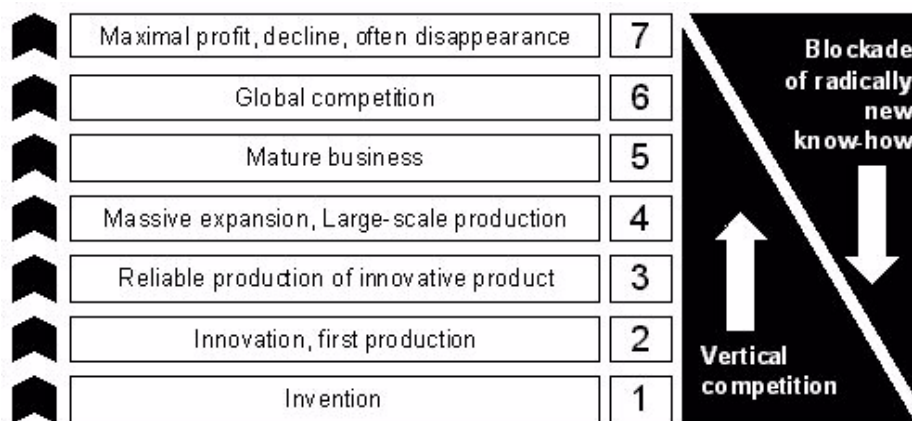 Maximal profit, decline, often disappearance 7
Global competition 6
Mature business 5
Massive expansion, Large-scale production 4
Reliable production of innovative product 3
Innovation, first production 2
Invention 1
Blockade
of radically
new
know-how
Vertical
competition